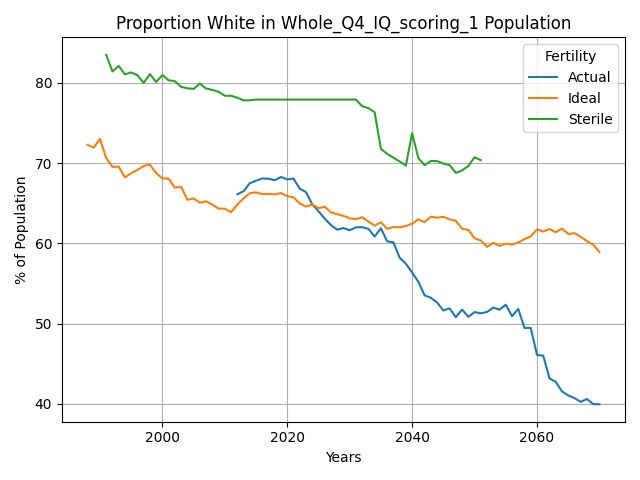 Proportion White in Whole_Q4_IQ_scoring_1 Population
Fertility
Actual
Ideal
Sterile
% of Population
80
70
60
50
40
2000
2020
2040
2060
Years